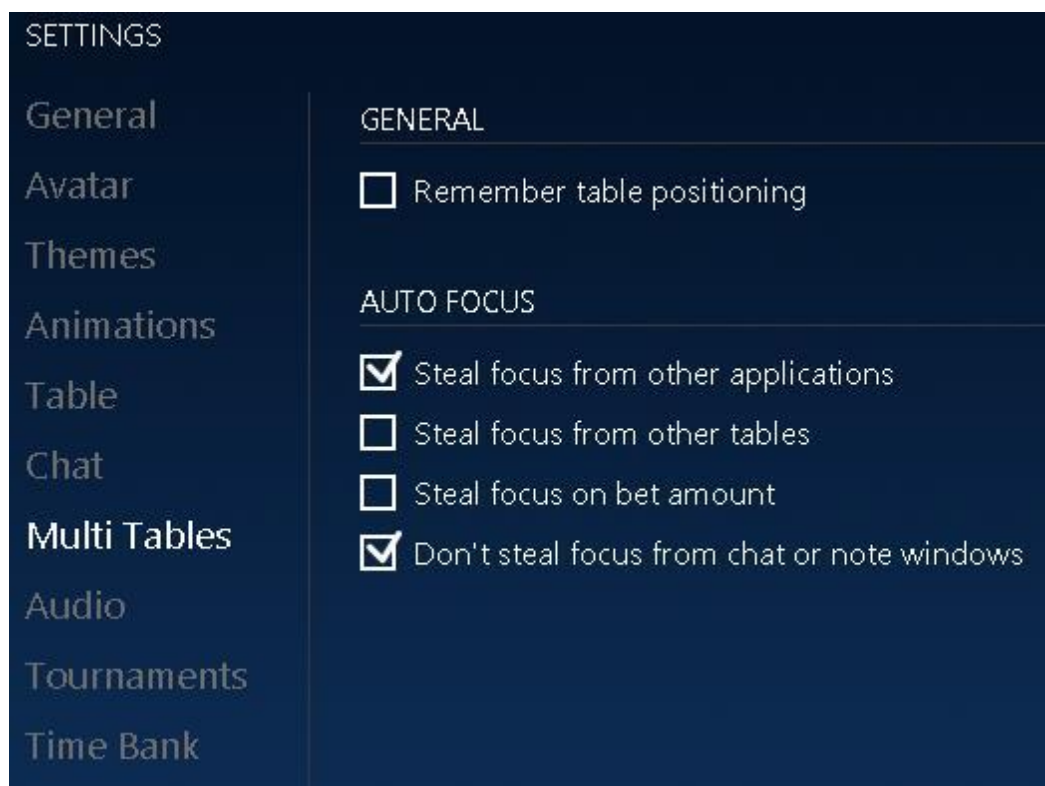 SETTINGS
General
Avatar
Themes
Animations
Table
Chat
Multi Tables
Audio
Tournaments
Time Bank
GENERAL
Remember table positioning
AUTO FOCUS
Steal focus from other applications
Steal focus from other tables
Steal focus on bet amount
Don't steal focus from chat or note windows